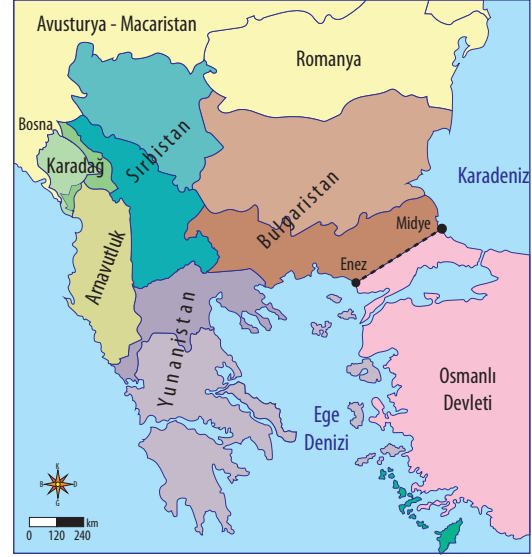 Avusturya - Macaristan
Romanya
Bosna
Karadağ
Sırbistan
Karadeniz
Bulgaristan
Midye
Enez
Arnavutluk
Yunanistan
Osmanlı
Devleti
Ege
Denizi
K
B D
G
0 120 240 km